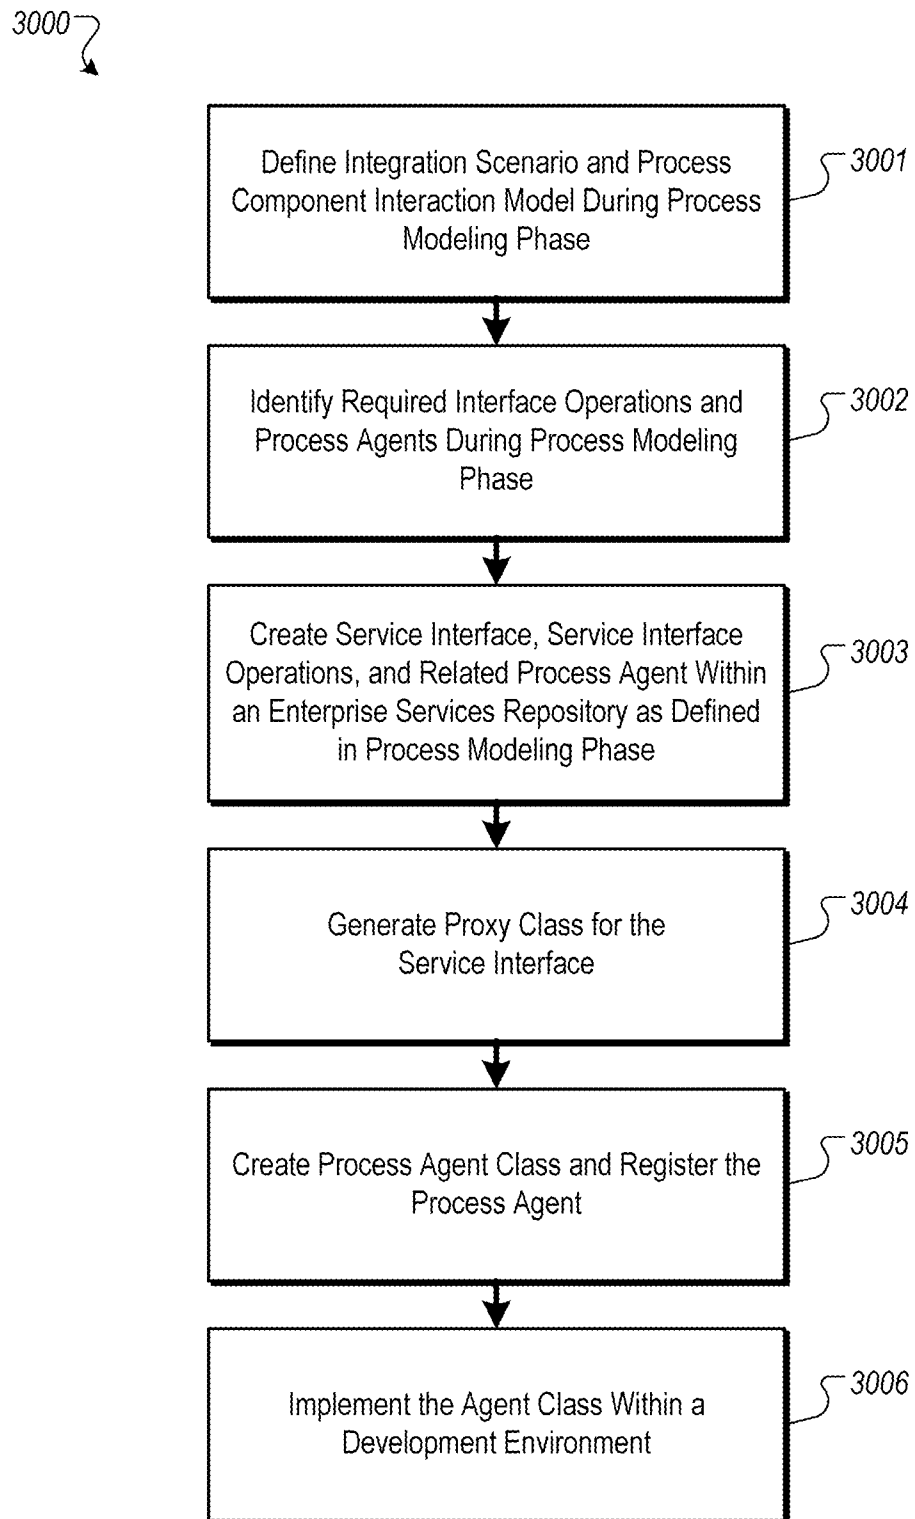 3000
Define Integration Scenario and Process
Component Interaction Model During Process
Modeling Phase
3001
Identify Required Interface Operations and
Process Agents During Process Modeling
Phase
3002
Create Service Interface, Service Interface
Operations, and Related Process Agent Within
an Enterprise Services Repository as Defined
in Process Modeling Phase
3003
Generate Proxy Class for the
Service Interface
3004
Create Process Agent Class and Register the
Process Agent
3005
Implement the Agent Class Within a
Development Environment
3006